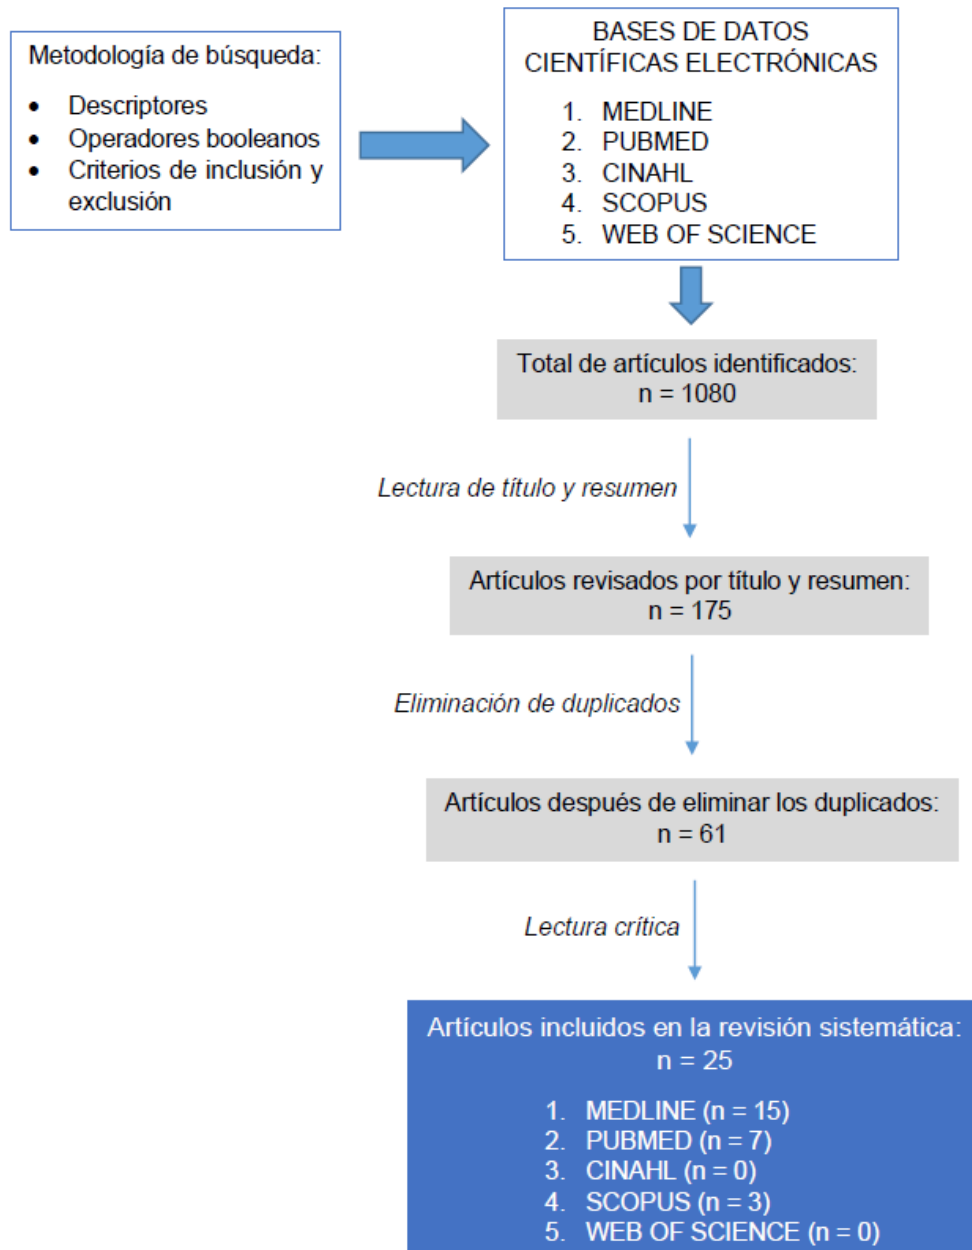 Metodología de búsqueda:
• Descriptores
• Operadores booleanos
• Criterios de inclusión y
exclusión
BASES DE DATOS
CIENTÍFICAS ELECTRÓNICAS
1. MEDLINE
2. PUBMED
3. CINAHL
4. SCOPUS
5. WEB OF SCIENCE
Total de artículos identificados:
n = 1080
Lectura de título y resumen
Artículos revisados por título y resumen:
n = 175
Eliminación de duplicados
Artículos después de eliminar los duplicados:
n = 61
Lectura crítica
Artículos incluidos en la revisión sistemática:
n = 25
1. MEDLINE (n = 15)
2. PUBMED (n = 7)
3. CINAHL (n = 0)
4. SCOPUS (n = 3)
5. WEB OF SCIENCE (n = 0)